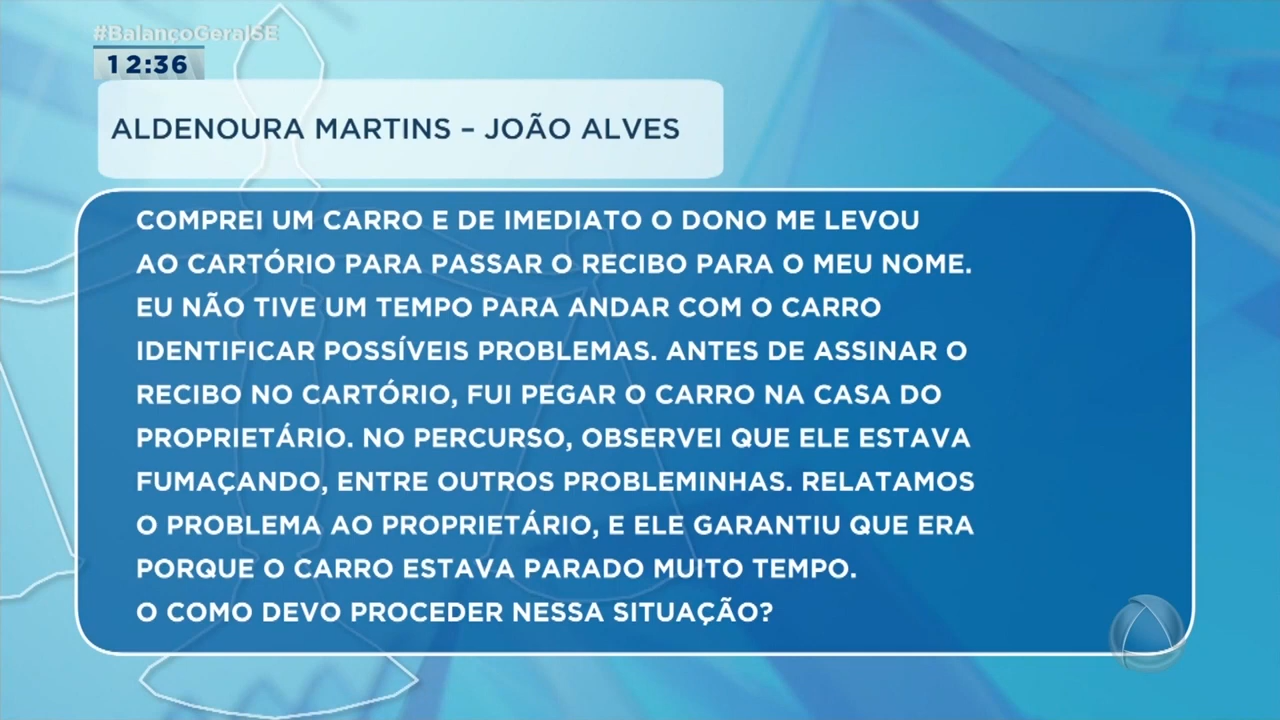 #BalançoGeralSE
12:36
ALDENOURA MARTINS – JOÃO ALVES
COMPREI UM CARRO E DE IMEDIATO O DONO ME LEVOU
AO CARTÓRIO PARA PASSAR O RECIBO PARA O MEU NOME.
EU NÃO TIVE UM TEMPO PARA ANDAR COM O CARRO
IDENTIFICAR POSSÍVEIS PROBLEMAS. ANTES DE ASSINAR O
RECIBO NO CARTÓRIO, FUI PEGAR O CARRO NA CASA DO
PROPRIETÁRIO. NO PERCURSO, OBSERVEI QUE ELE ESTAVA
FUMAÇANDO, ENTRE OUTROS PROBLEMINHAS. RELATAMOS
O PROBLEMA AO PROPRIETÁRIO, E ELE GARANTIU QUE ERA
PORQUE O CARRO ESTAVA PARADO MUITO TEMPO.
O COMO DEVO PROCEDER NESSA SITUAÇÃO?